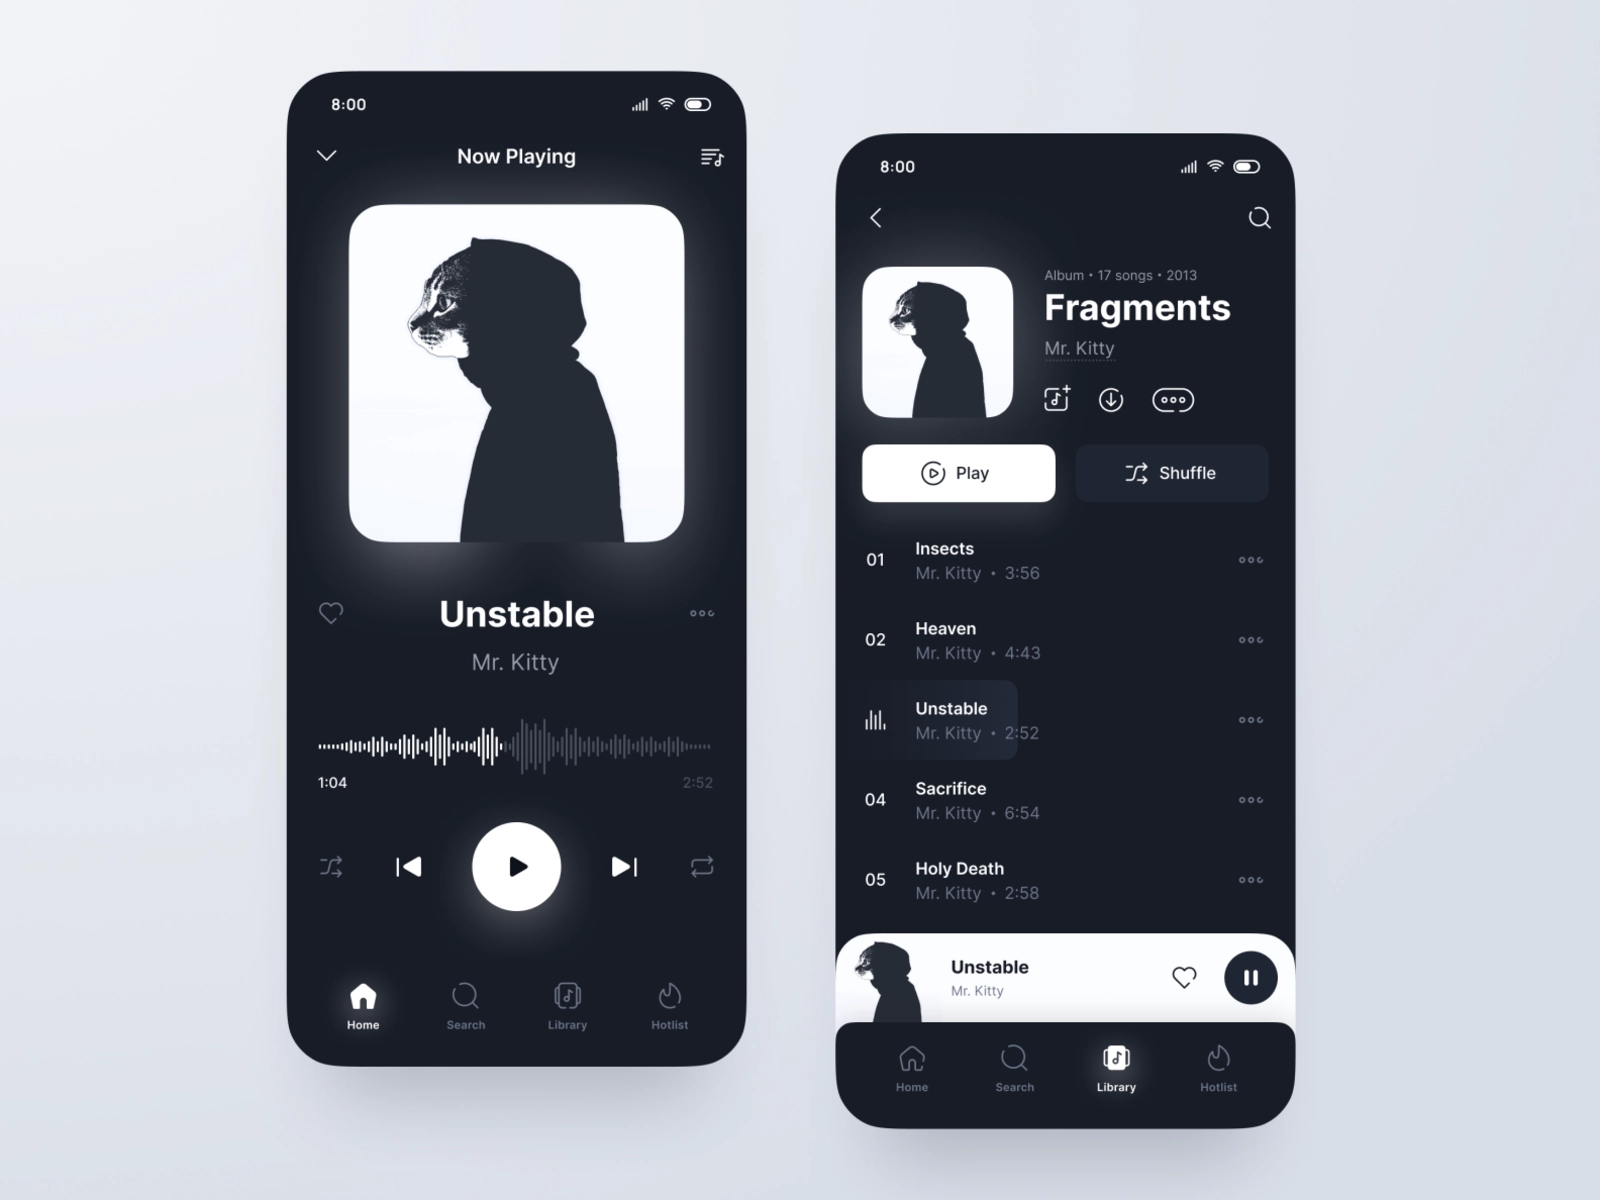 8:00
Now Playing
Unstable
Mr. Kitty
1:04
2:52
Home
Search
Library
Hotlist
8:00
Album • 17 songs • 2013
Fragments
Mr. Kitty
Play
Shuffle
01
Insects
Mr. Kitty • 3:56
02
Heaven
Mr. Kitty • 4:43
Unstable
Mr. Kitty • 2:52
04
Sacrifice
Mr. Kitty • 6:54
05
Holy Death
Mr. Kitty • 2:58
Unstable
Mr. Kitty
Home
Search
Library
Hotlist